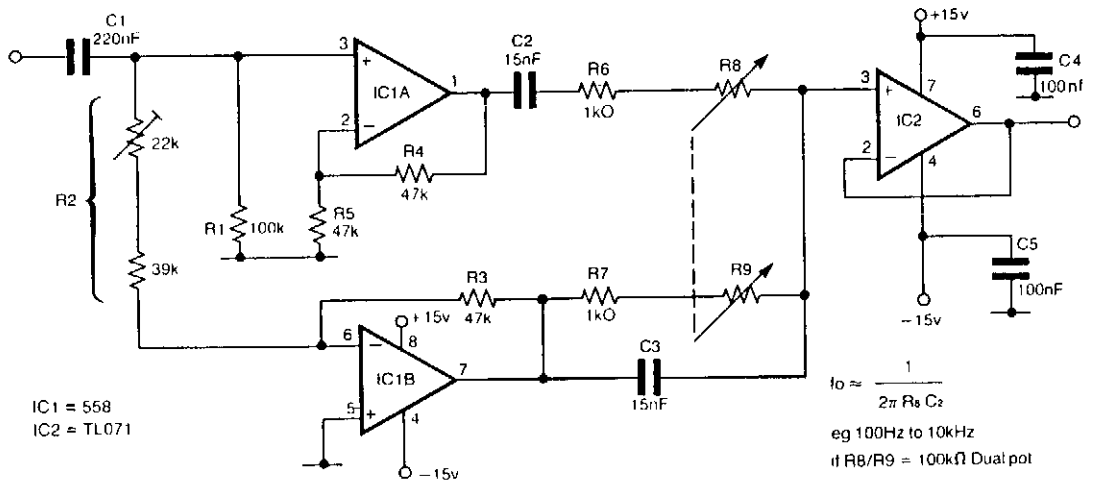 C1
220nF
+15v
C4
100nf
7
3
+
IC1A
1
2
−
C2
15nF
R6
1kO
R8
3
+
IC2
6
2
−
4
22k
R2
39k
R4
47k
R1
100k
R5
47k
C5
100nF
−15v
R3
47k
R7
1kO
R9
+15v
8
6
−
IC1B
7
5
+
4
−15v
C3
15nF
IC1 = 558
IC2 = TL071
fo ≈ 1
2π R8 C2
eg 100Hz to 10kHz
if R8/R9 = 100kΩ Dual pot